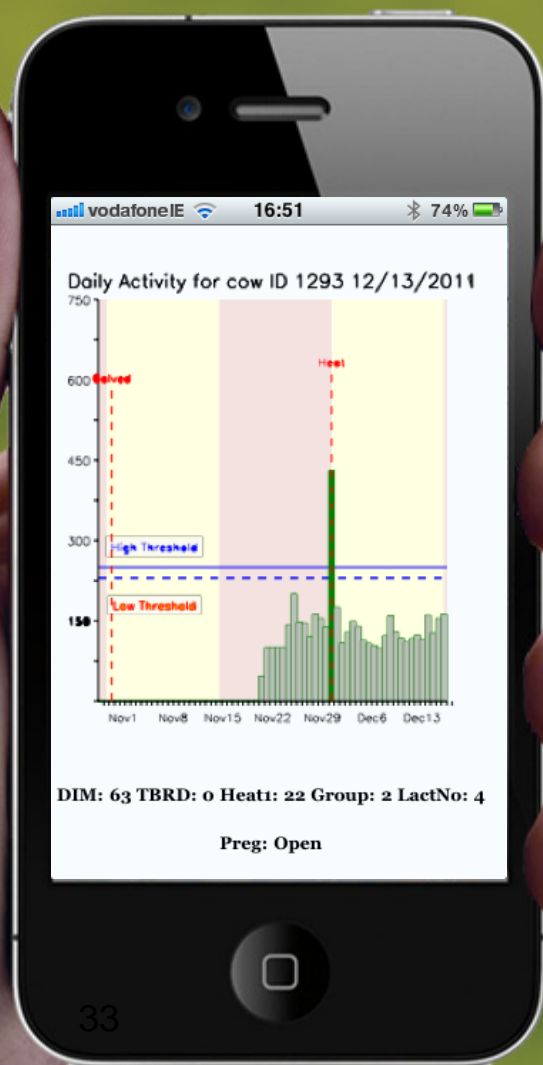 vodafoneIE 16:51 74%
Daily Activity for cow ID 1293 12/13/2011
750
Heat
600 Calved
450
300 High Threshold
Low Threshold
150
Nov1 Nov8 Nov15 Nov22 Nov29 Dec6 Dec13
DIM: 63 TBRD: 0 Heat1: 22 Group: 2 LactNo: 4
Preg: Open
33